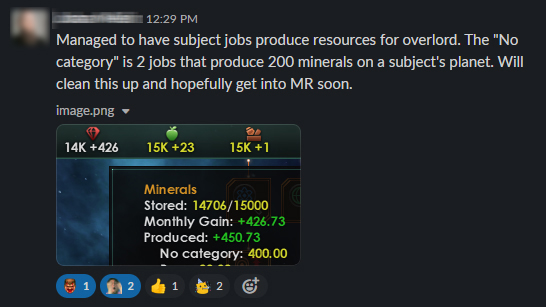 12:29 PM
Managed to have subject jobs produce resources for overlord. The "No
category" is 2 jobs that produce 200 minerals on a subject's planet. Will
clean this up and hopefully get into MR soon.
image.png
14K +426 15K +23 15K +1
Minerals
Stored: 14706/15000
Monthly Gain: +426.73
Produced: +450.73
No category: 400.00
1 2 1 2